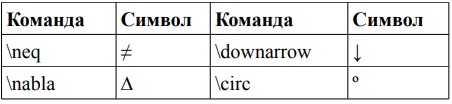 Команда Символ Команда Символ
\neq ≠ \downarrow ↓
\nabla Δ \circ º